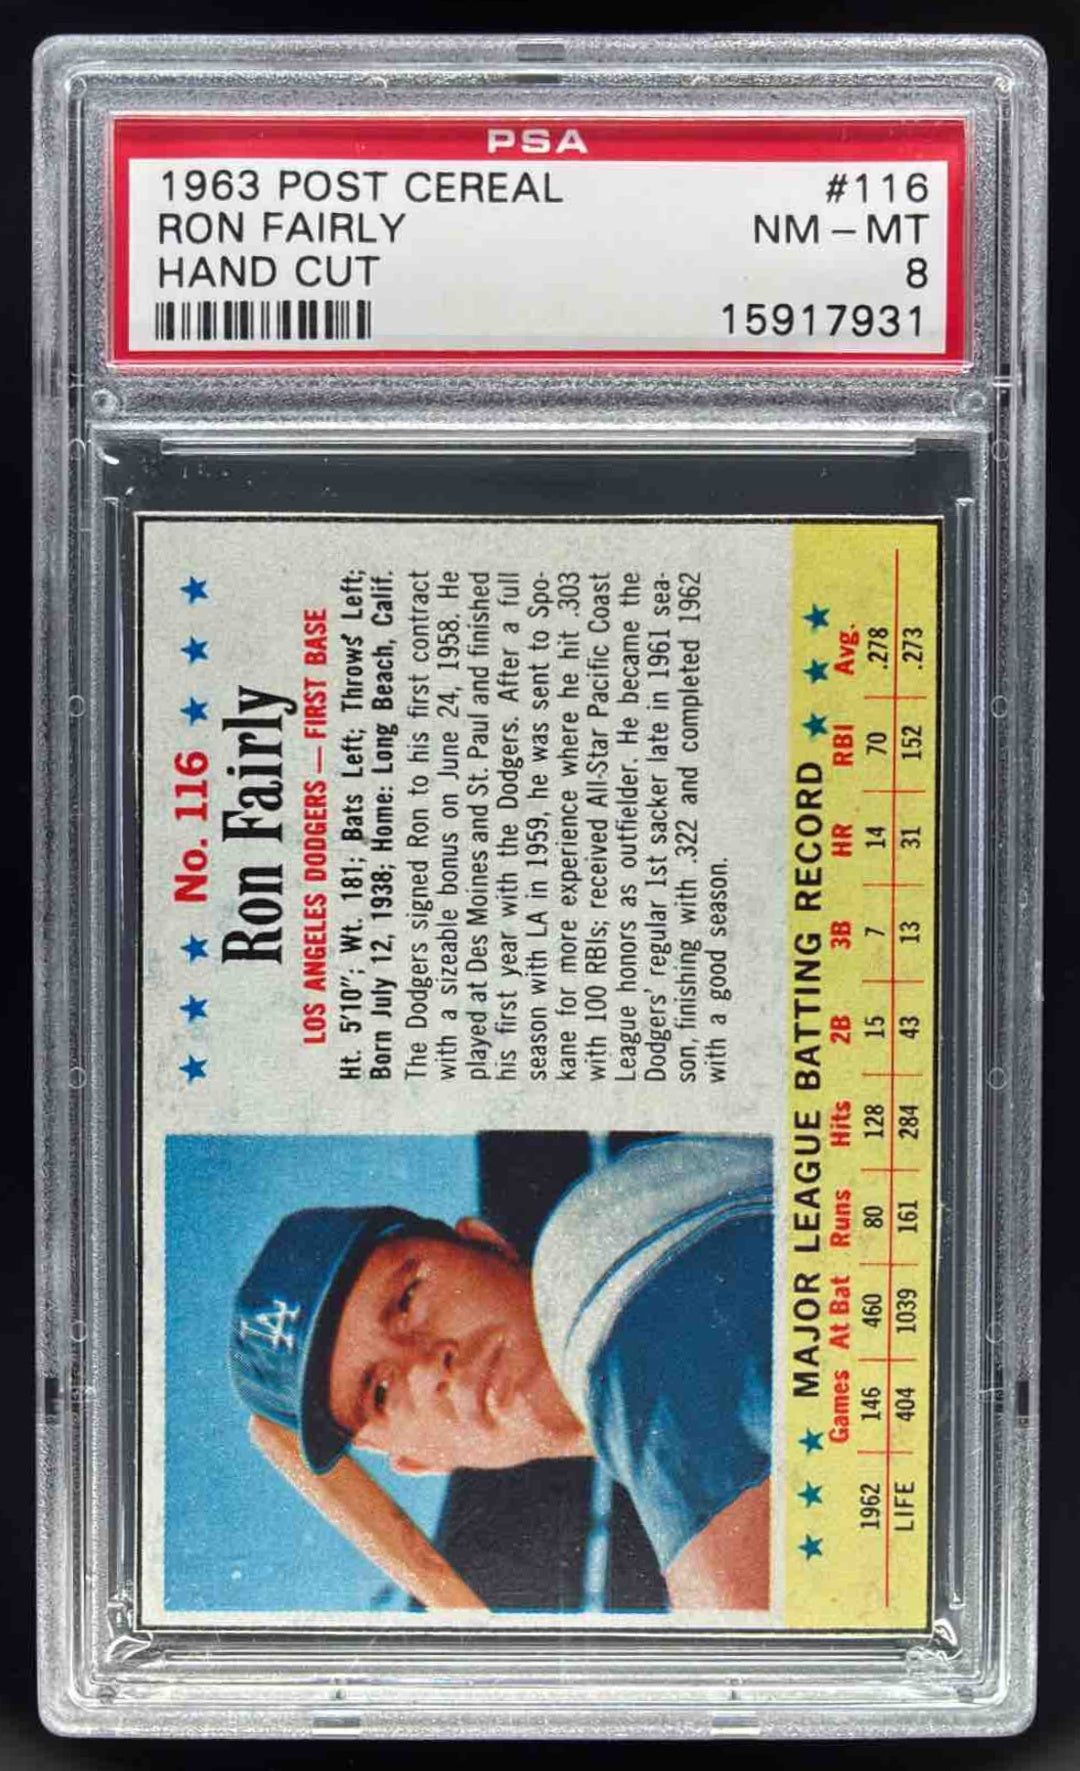 PSA
1963 POST CEREAL #116
RON FAIRLY NM - MT
HAND CUT 8
15917931
★ ★ ★ No. 116 ★ ★ ★
Ron Fairly
LOS ANGELES DODGERS — FIRST BASE
Ht. 5'10"; Wt. 181; Bats Left; Throws Left;
Born July 12, 1938; Home: Long Beach, Calif.
The Dodgers signed Ron to his first contract
with a sizeable bonus on June 24, 1958. He
played at Des Moines and St. Paul and finished
his first year with the Dodgers. After a full
season with LA in 1959, he was sent to Spo-
kane for more experience where he hit .303
with 100 RBIs; received All-Star Pacific Coast
League honors as outfielder. He became the
Dodgers' regular 1st sacker late in 1961 sea-
son, finishing with .322 and completed 1962
with a good season.
LA
★ ★ ★ MAJOR LEAGUE BATTING RECORD ★ ★ ★
Games At Bat Runs Hits 2B 3B HR RBI Avg.
1962 146 460 80 128 15 7 14 70 .278
LIFE 404 1039 161 284 43 13 31 152 .273